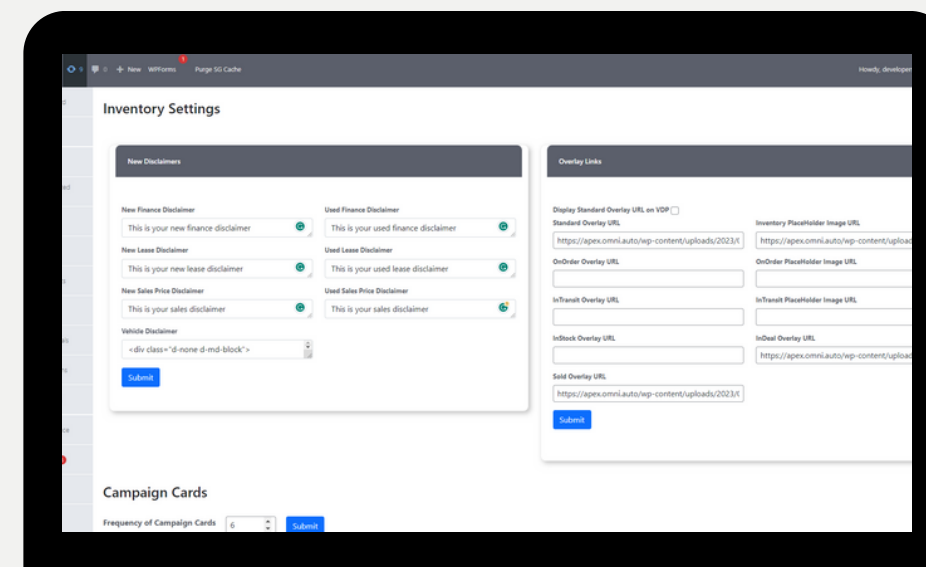 9 0 New WPForms 1 Purge SG Cache Howdy, developer
Inventory Settings
New Disclaimers
New Finance Disclaimer Used Finance Disclaimer
This is your new finance disclaimer This is your used finance disclaimer
New Lease Disclaimer Used Lease Disclaimer
This is your new lease disclaimer This is your used lease disclaimer
New Sales Price Disclaimer Used Sales Price Disclaimer
This is your sales disclaimer This is your sales disclaimer
Vehicle Disclaimer
<div class="d-none d-md-block">
Submit
Overlay Links
Display Standard Overlay URL on VDP
Standard Overlay URL Inventory PlaceHolder Image URL
https://apex.omni.auto/wp-content/uploads/2023/0 https://apex.omni.auto/wp-content/upload
OnOrder Overlay URL OnOrder PlaceHolder Image URL
InTransit Overlay URL InTransit PlaceHolder Image URL
InStock Overlay URL InDeal Overlay URL
https://apex.omni.auto/wp-content/upload
Sold Overlay URL
https://apex.omni.auto/wp-content/uploads/2023/0
Submit
Campaign Cards
Frequency of Campaign Cards 6 Submit